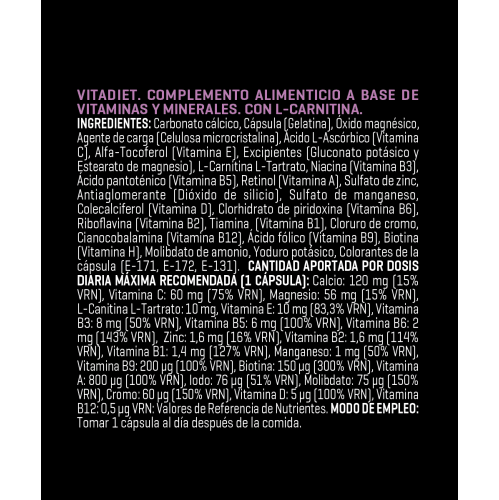 VITADIET. COMPLEMENTO ALIMENTICIO A BASE DE
VITAMINAS Y MINERALES. CON L-CARNITINA.
INGREDIENTES: Carbonato cálcico, Cápsula (Gelatina), Óxido magnésico,
Agente de carga (Celulosa microcristalina), Ácido L-Ascórbico (Vitamina
C), Alfa-Tocoferol (Vitamina E), Excipientes (Gluconato potásico y
Estearato de magnesio), L-Carnitina L-Tartrato, Niacina (Vitamina B3),
Ácido pantoténico (Vitamina B5), Retinol (Vitamina A), Sulfato de zinc,
Antiaglomerante (Dióxido de silicio), Sulfato de manganeso,
Colecalciferol (Vitamina D), Clorhidrato de piridoxina (Vitamina B6),
Riboflavina (Vitamina B2), Tiamina (Vitamina B1), Cloruro de cromo,
Cianocobalamina (Vitamina B12), Ácido fólico (Vitamina B9), Biotina
(Vitamina H), Molibdato de amonio, Yoduro potásico, Colorantes de la
cápsula (E-171, E-172, E-131). CANTIDAD APORTADA POR DOSIS
DIARIA MÁXIMA RECOMENDADA (1 CÁPSULA): Calcio: 120 mg (15%
VRN), Vitamina C: 60 mg (75% VRN), Magnesio: 56 mg (15% VRN),
L-Canitina L-Tartrato: 10 mg, Vitamina E: 10 mg (83,3% VRN), Vitamina
B3: 8 mg (50% VRN), Vitamina B5: 6 mg (100% VRN), Vitamina B6: 2
mg (143% VRN), Zinc: 1,6 mg (16% VRN), Vitamina B2: 1,6 mg (114%
VRN), Vitamina B1: 1,4 mg (127% VRN), Manganeso: 1 mg (50% VRN),
Vitamina B9: 200 µg (100% VRN), Biotina: 150 µg (300% VRN), Vitamina
A: 800 µg (100% VRN), Iodo: 76 µg (51% VRN), Molibdato: 75 µg (150%
VRN), Cromo: 60 µg (150% VRN), Vitamina D: 5 µg (100% VRN), Vitamina
B12: 0,5 µg VRN: Valores de Referencia de Nutrientes. MODO DE EMPLEO:
Tomar 1 cápsula al día después de la comida.